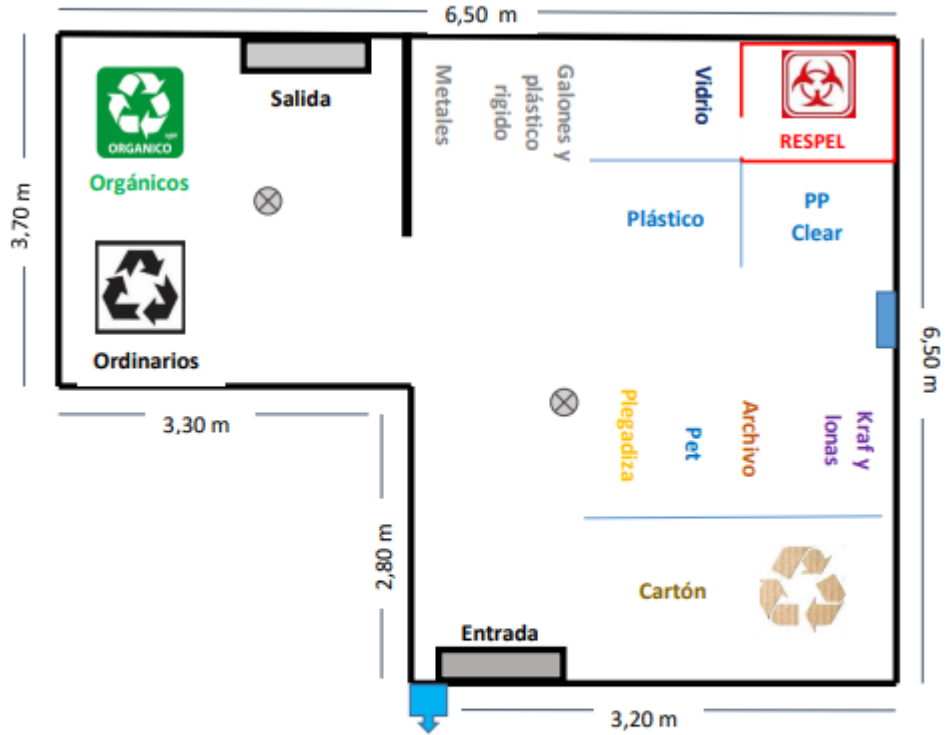 6,50 m
Salida
ORGANICO
Orgánicos
Ordinarios
3,70 m
3,30 m
2,80 m
Metales
Galones y
plástico
rigido
Vidrio
RESPEL
Plástico
PP
Clear
6,50 m
Plegadiza
Pet
Archivo
Kraf y
lonas
Cartón
Entrada
3,20 m